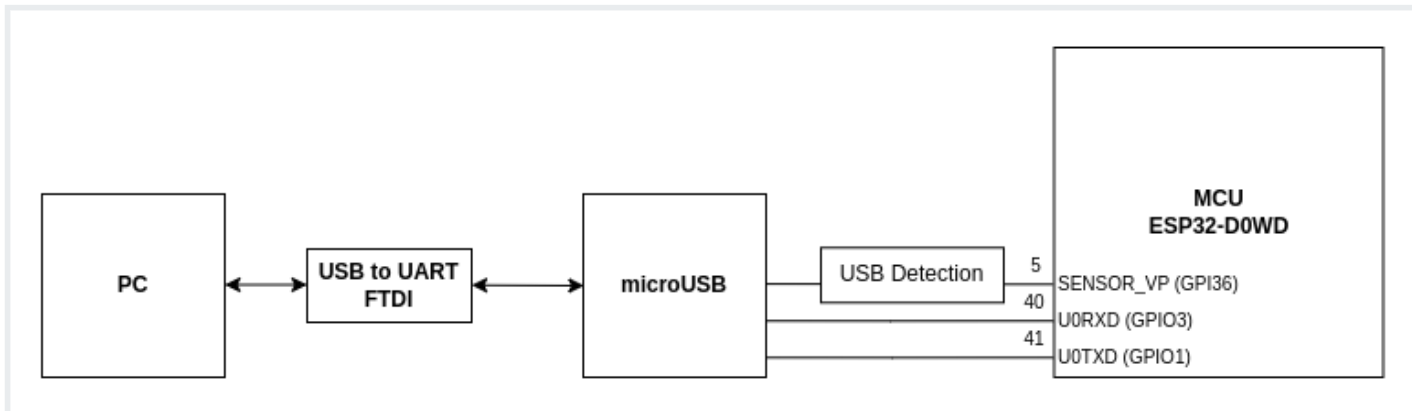 MCU
ESP32-D0WD
PC
USB to UART
FTDI
microUSB
USB Detection
5
SENSOR_VP (GPI36)
40
U0RXD (GPIO3)
41
U0TXD (GPIO1)